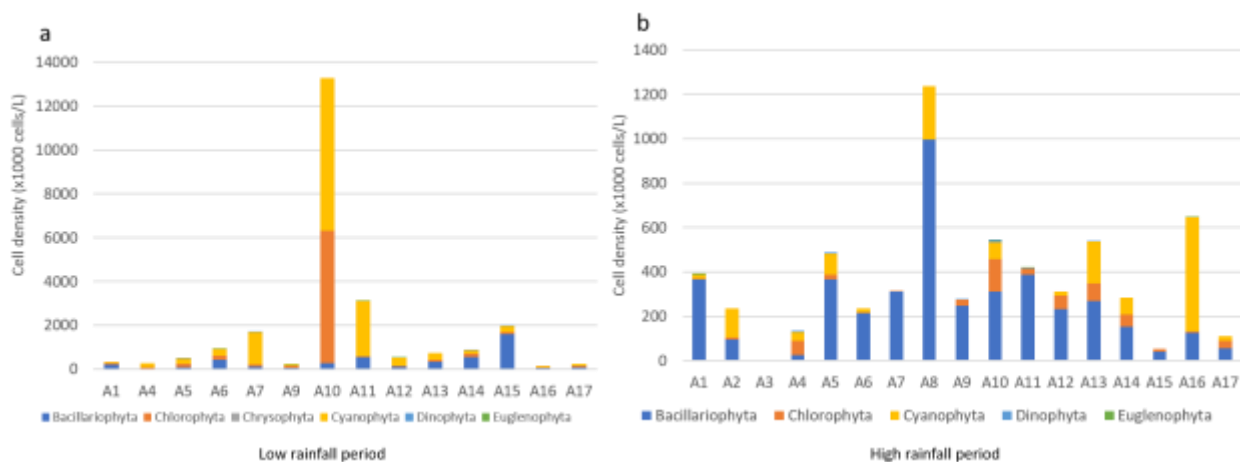 a
Cell density (x1000 cells/L)
14000
12000
10000
8000
6000
4000
2000
0
A1 A4 A5 A6 A7 A9 A10 A11 A12 A13 A14 A15 A16 A17
Bacillariophyta Chlorophyta Chrysophyta Cyanophyta Dinophyta Euglenophyta
Low rainfall period
b
Cell density (x1000 cells/L)
1400
1200
1000
800
600
400
200
0
A1 A2 A3 A4 A5 A6 A7 A8 A9 A10 A11 A12 A13 A14 A15 A16 A17
Bacillariophyta Chlorophyta Cyanophyta Dinophyta Euglenophyta
High rainfall period